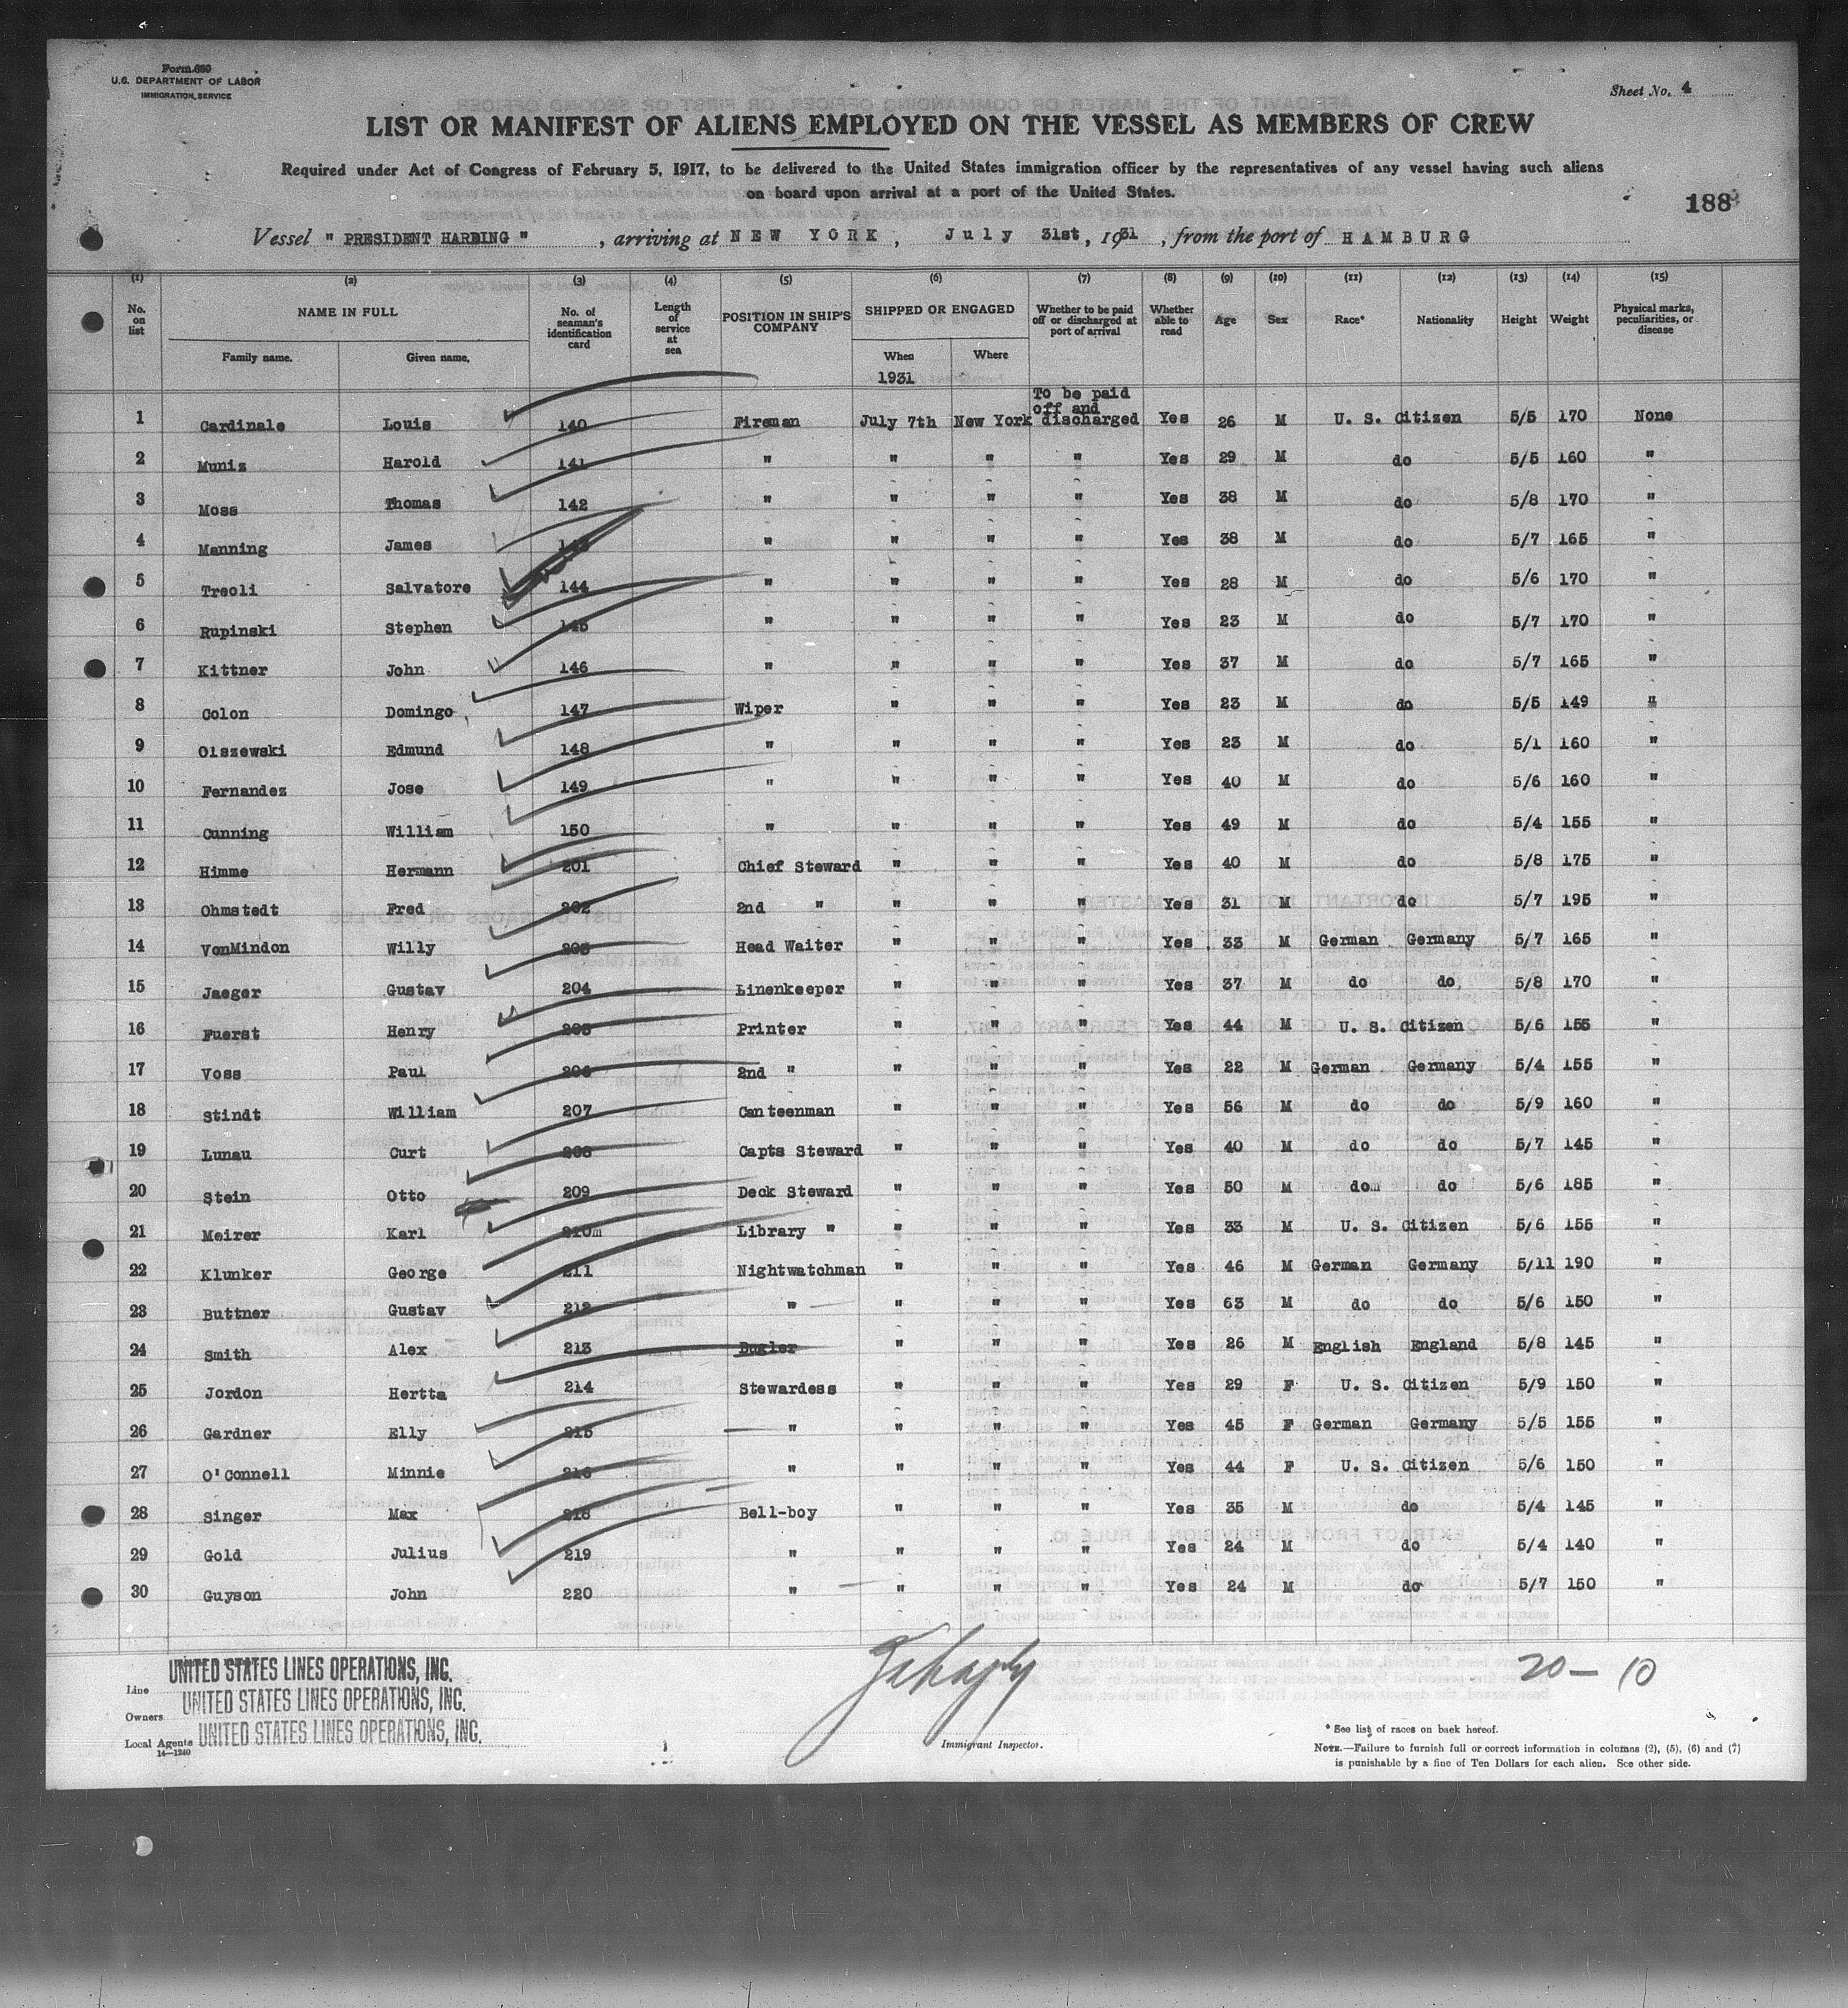 Form 680
U.S. DEPARTMENT OF LABOR
IMMIGRATION SERVICE
Sheet No. 4
LIST OR MANIFEST OF ALIENS EMPLOYED ON THE VESSEL AS MEMBERS OF CREW
Required under Act of Congress of February 5, 1917, to be delivered to the United States immigration officer by the representatives of any vessel having such aliens
on board upon arrival at a port of the United States.
188
Vessel " PRESIDENT HARDING " , arriving at NEW YORK , July 31st, 1931 , from the port of HAMBURG
(1) (2) (3) (4) (5) (6) (7) (8) (9) (10) (11) (12) (13) (14) (15)
No. on list NAME IN FULL No. of seaman's identification card Length of service at sea POSITION IN SHIP'S COMPANY SHIPPED OR ENGAGED Whether to be paid off or discharged at port of arrival Whether able to read Age Sex Race* Nationality Height Weight Physical marks, peculiarities, or disease
Family name. Given name. When Where
1931
1 Cardinale Louis 140 Fireman July 7th New York To be paid off and discharged Yes 26 M U. S. Citizen 5/5 170 None
2 Muniz Harold 141 " " " " Yes 29 M do 5/5 160 "
3 Moss Thomas 142 " " " " Yes 38 M do 5/8 170 "
4 Manning James " " " " Yes 38 M do 5/7 165 "
5 Treoli Salvatore 144 " " " " Yes 28 M do 5/6 170 "
6 Rupinski Stephen 145 " " " " Yes 23 M do 5/7 170 "
7 Kittner John 146 " " " " Yes 37 M do 5/7 165 "
8 Colon Domingo 147 Wiper " " " Yes 23 M do 5/5 149 "
9 Olszewski Edmund 148 " " " " Yes 23 M do 5/1 160 "
10 Fernandez Jose 149 " " " " Yes 40 M do 5/6 160 "
11 Cunning William 150 " " " " Yes 49 M do 5/4 155 "
12 Himme Hermann 201 Chief Steward " " " Yes 40 M do 5/8 175 "
13 Ohmstedt Fred 202 2nd " " " " Yes 31 M do 5/7 195 "
14 VonMindon Willy 203 Head Waiter " " " Yes 33 M German Germany 5/7 165 "
15 Jaeger Gustav 204 Linenkeeper " " " Yes 37 M do do 5/8 170 "
16 Fuerst Henry 205 Printer " " " Yes 44 M U. S. Citizen 5/6 155 "
17 Voss Paul 206 2nd " " " " Yes 22 M German Germany 5/4 155 "
18 Stindt William 207 Canteenman " " " Yes 56 M do do 5/9 160 "
19 Lunau Curt 208 Capts Steward " " " Yes 40 M do do 5/7 145 "
20 Stein Otto 209 Deck Steward " " " Yes 50 M dom do 5/6 185 "
21 Meirer Karl 210m Library " " " " Yes 33 M U. S. Citizen 5/6 155 "
22 Klunker George 211 Nightwatchman " " " Yes 46 M German Germany 5/11 190 "
23 Buttner Gustav 212 " " " " Yes 63 M do do 5/6 150 "
24 Smith Alex 213 Bugler " " " Yes 26 M English England 5/8 145 "
25 Jordon Hertta 214 Stewardess " " " Yes 29 F U. S. Citizen 5/9 150 "
26 Gardner Elly 215 " " " " Yes 45 F German Germany 5/5 155 "
27 O'Connell Minnie 216 " " " " Yes 44 F U. S. Citizen 5/6 150 "
28 Singer Max 218 Bell-boy " " " Yes 35 M do 5/4 145 "
29 Gold Julius 219 " " " " Yes 24 M do 5/4 140 "
30 Guyson John 220 " " " " Yes 24 M do 5/7 150 "
20 — 10
Line UNITED STATES LINES OPERATIONS, INC.
Owners UNITED STATES LINES OPERATIONS, INC.
Local Agents UNITED STATES LINES OPERATIONS, INC.
14—1240
Immigrant Inspector.
* See list of races on back hereof.
NOTE.—Failure to furnish full or correct information in columns (2), (5), (6) and (7)
is punishable by a fine of Ten Dollars for each alien. See other side.